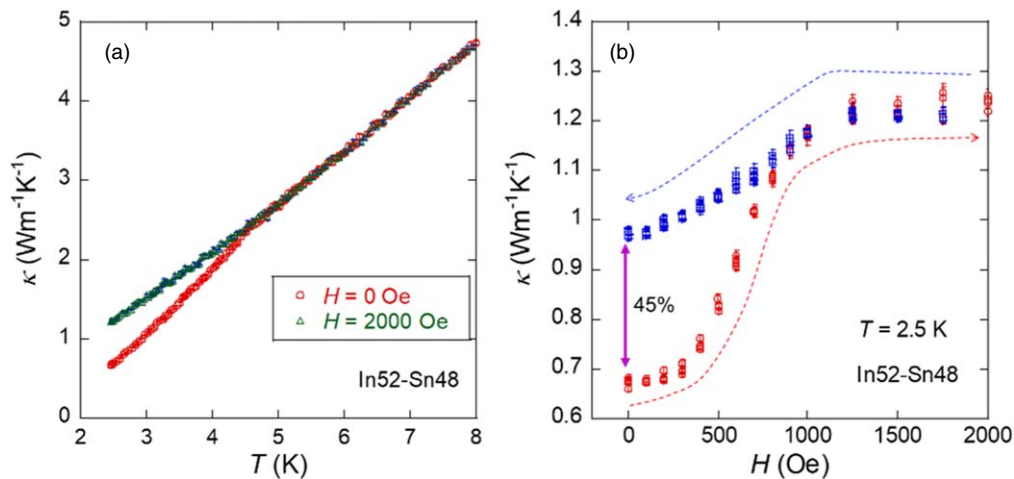 (a)
5
4
3
2
1
0
κ (Wm⁻¹K⁻¹)
2 3 4 5 6 7 8
T (K)
H = 0 Oe
H = 2000 Oe
In52-Sn48
(b)
1.4
1.3
1.2
1.1
1
0.9
0.8
0.7
0.6
κ (Wm⁻¹K⁻¹)
0 500 1000 1500 2000
H (Oe)
45%
T = 2.5 K
In52-Sn48